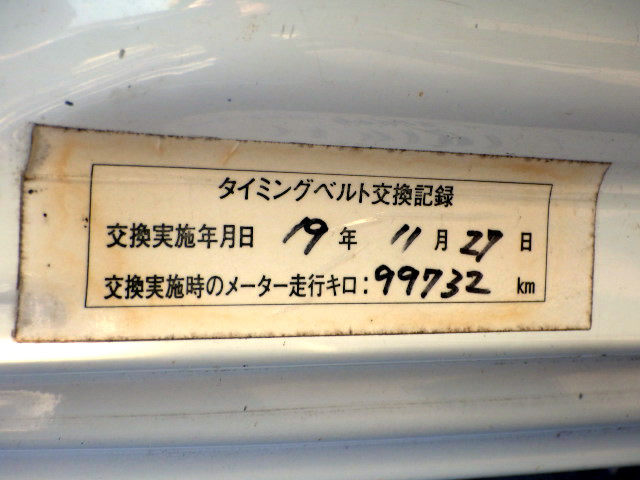 タイミングベルト交換記録
交換実施年月日 19 年 11 月 27 日
交換実施時のメーター走行キロ:99732 km